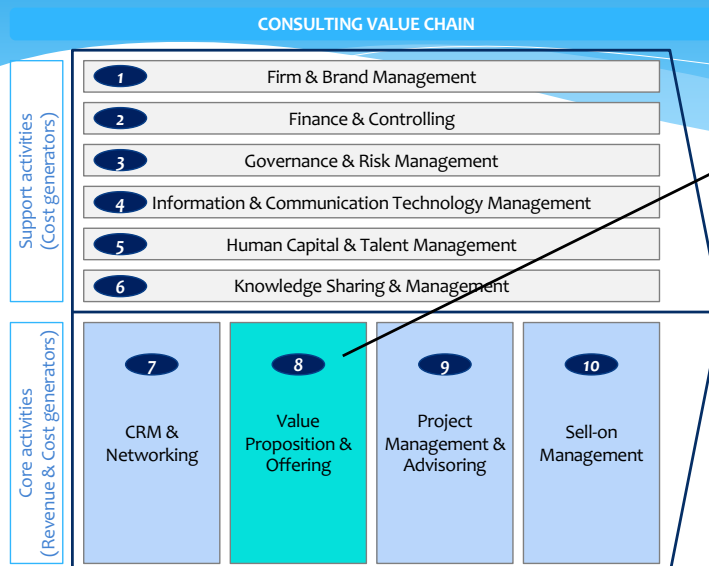 CONSULTING VALUE CHAIN
Support activities
(Cost generators)
1 Firm & Brand Management
2 Finance & Controlling
3 Governance & Risk Management
4 Information & Communication Technology Management
5 Human Capital & Talent Management
6 Knowledge Sharing & Management
Core activities
(Revenue & Cost generators)
7
CRM &
Networking
8
Value
Proposition &
Offering
9
Project
Management &
Advisoring
10
Sell-on
Management